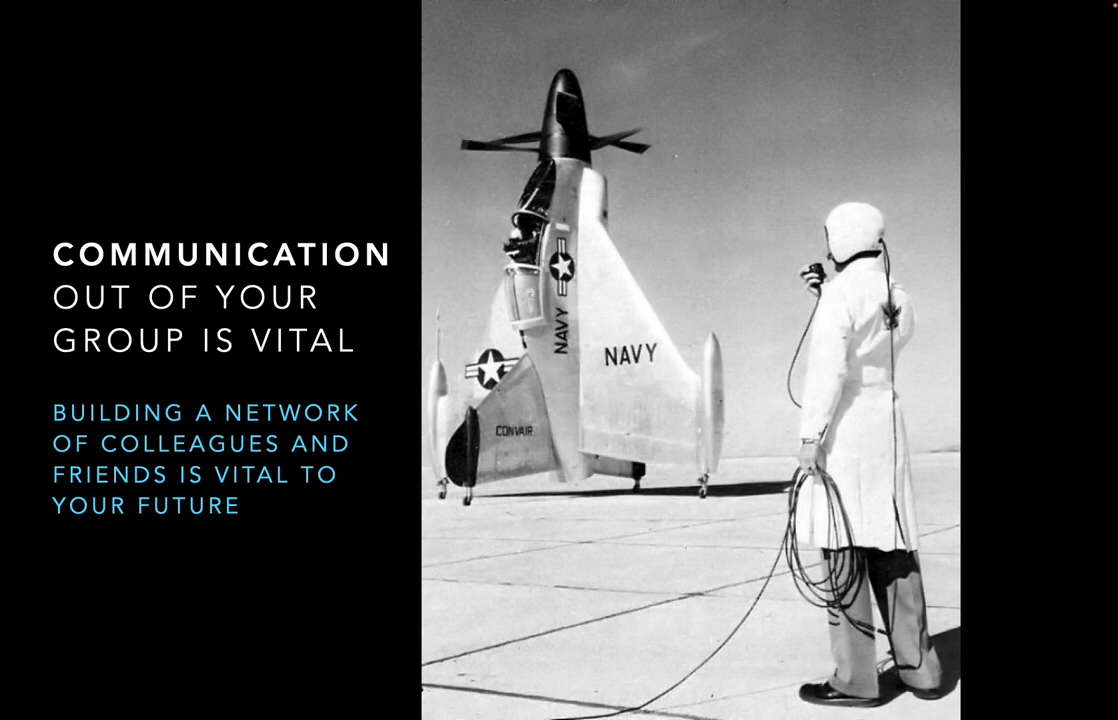 COMMUNICATION
OUT OF YOUR
GROUP IS VITAL
BUILDING A NETWORK
OF COLLEAGUES AND
FRIENDS IS VITAL TO
YOUR FUTURE
NAVY
NAVY
CONVAIR